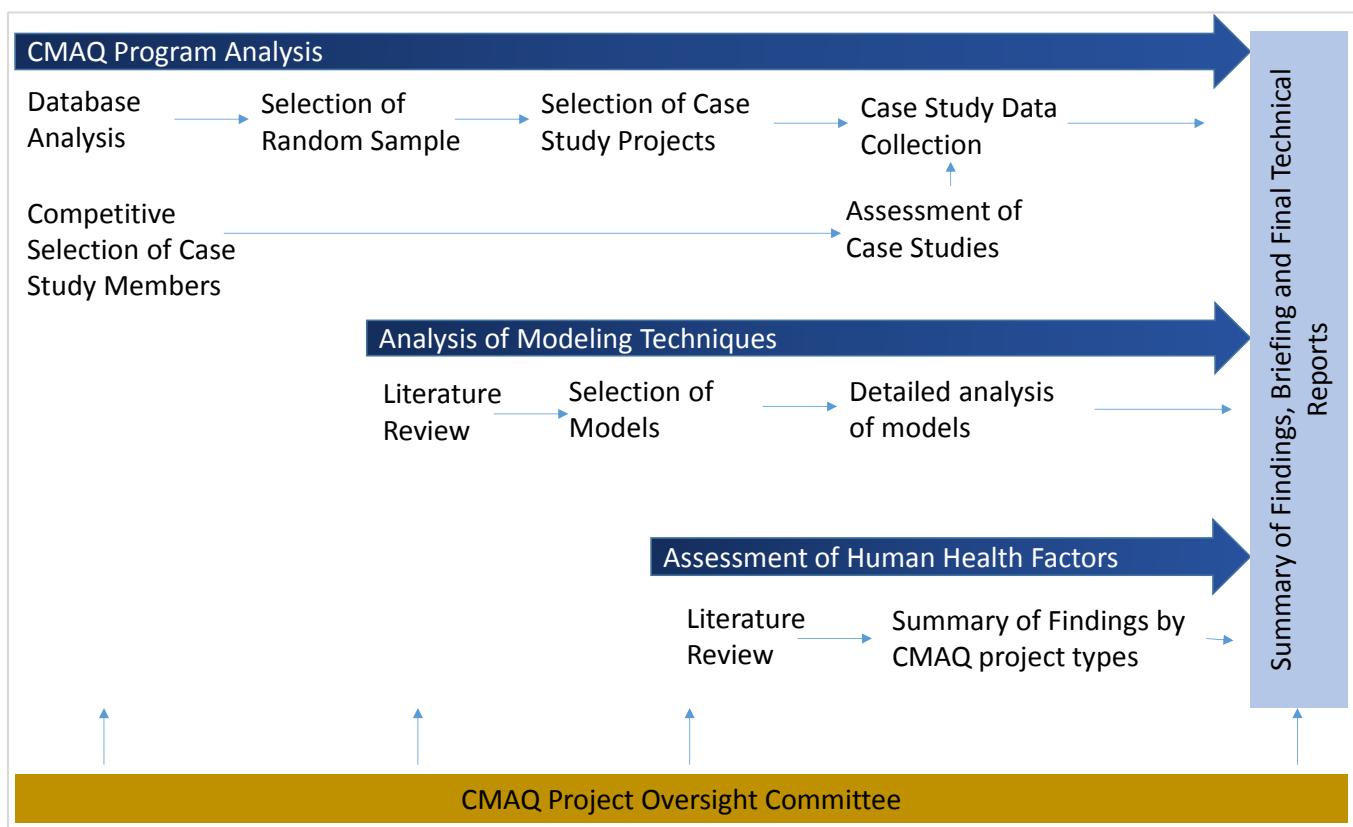 CMAQ Program Analysis
Database
Analysis
Selection of
Random Sample
Selection of Case
Study Projects
Case Study Data
Collection
Competitive
Selection of Case
Study Members
Assessment of
Case Studies
Analysis of Modeling Techniques
Literature
Review
Selection of
Models
Detailed analysis
of models
Assessment of Human Health Factors
Literature
Review
Summary of Findings by
CMAQ project types
Summary of Findings, Briefing and Final Technical
Reports
CMAQ Project Oversight Committee